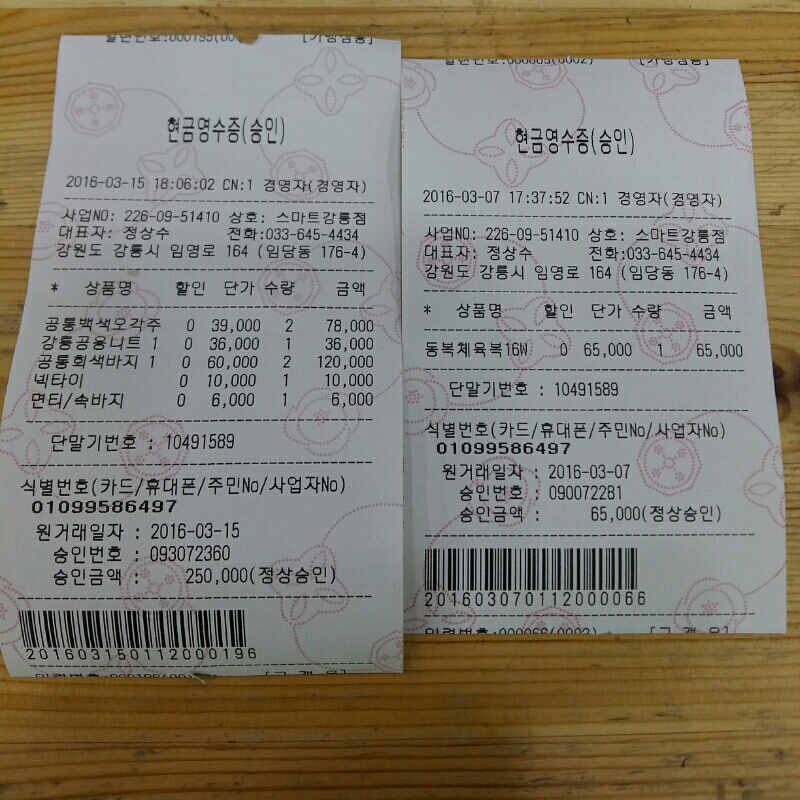 현금영수증(승인)
2016-03-15 18:06:02 CN:1 경영자(경영자)
사업NO: 226-09-51410 상호: 스마트강릉점
대표자: 정상수 전화:033-645-4434
강원도 강릉시 임영로 164 (임당동 176-4)
* 상품명 할인 단가 수량 금액
공통백색오각주 0 39,000 2 78,000
강릉공용니트 1 0 36,000 1 36,000
공통회색바지 1 0 60,000 2 120,000
넥타이 0 10,000 1 10,000
면티/속바지 0 6,000 1 6,000
단말기번호 : 10491589
식별번호(카드/휴대폰/주민No/사업자No)
01099586497
원거래일자 : 2016-03-15
승인번호 : 093072360
승인금액 : 250,000(정상승인)
201603150112000196
현금영수증(승인)
2016-03-07 17:37:52 CN:1 경영자(경영자)
사업NO: 226-09-51410 상호: 스마트강릉점
대표자: 정상수 전화:033-645-4434
강원도 강릉시 임영로 164 (임당동 176-4)
* 상품명 할인 단가 수량 금액
동복체육복16W 0 65,000 1 65,000
단말기번호 : 10491589
식별번호(카드/휴대폰/주민No/사업자No)
01099586497
원거래일자 : 2016-03-07
승인번호 : 090072281
승인금액 : 65,000(정상승인)
201603070112000066